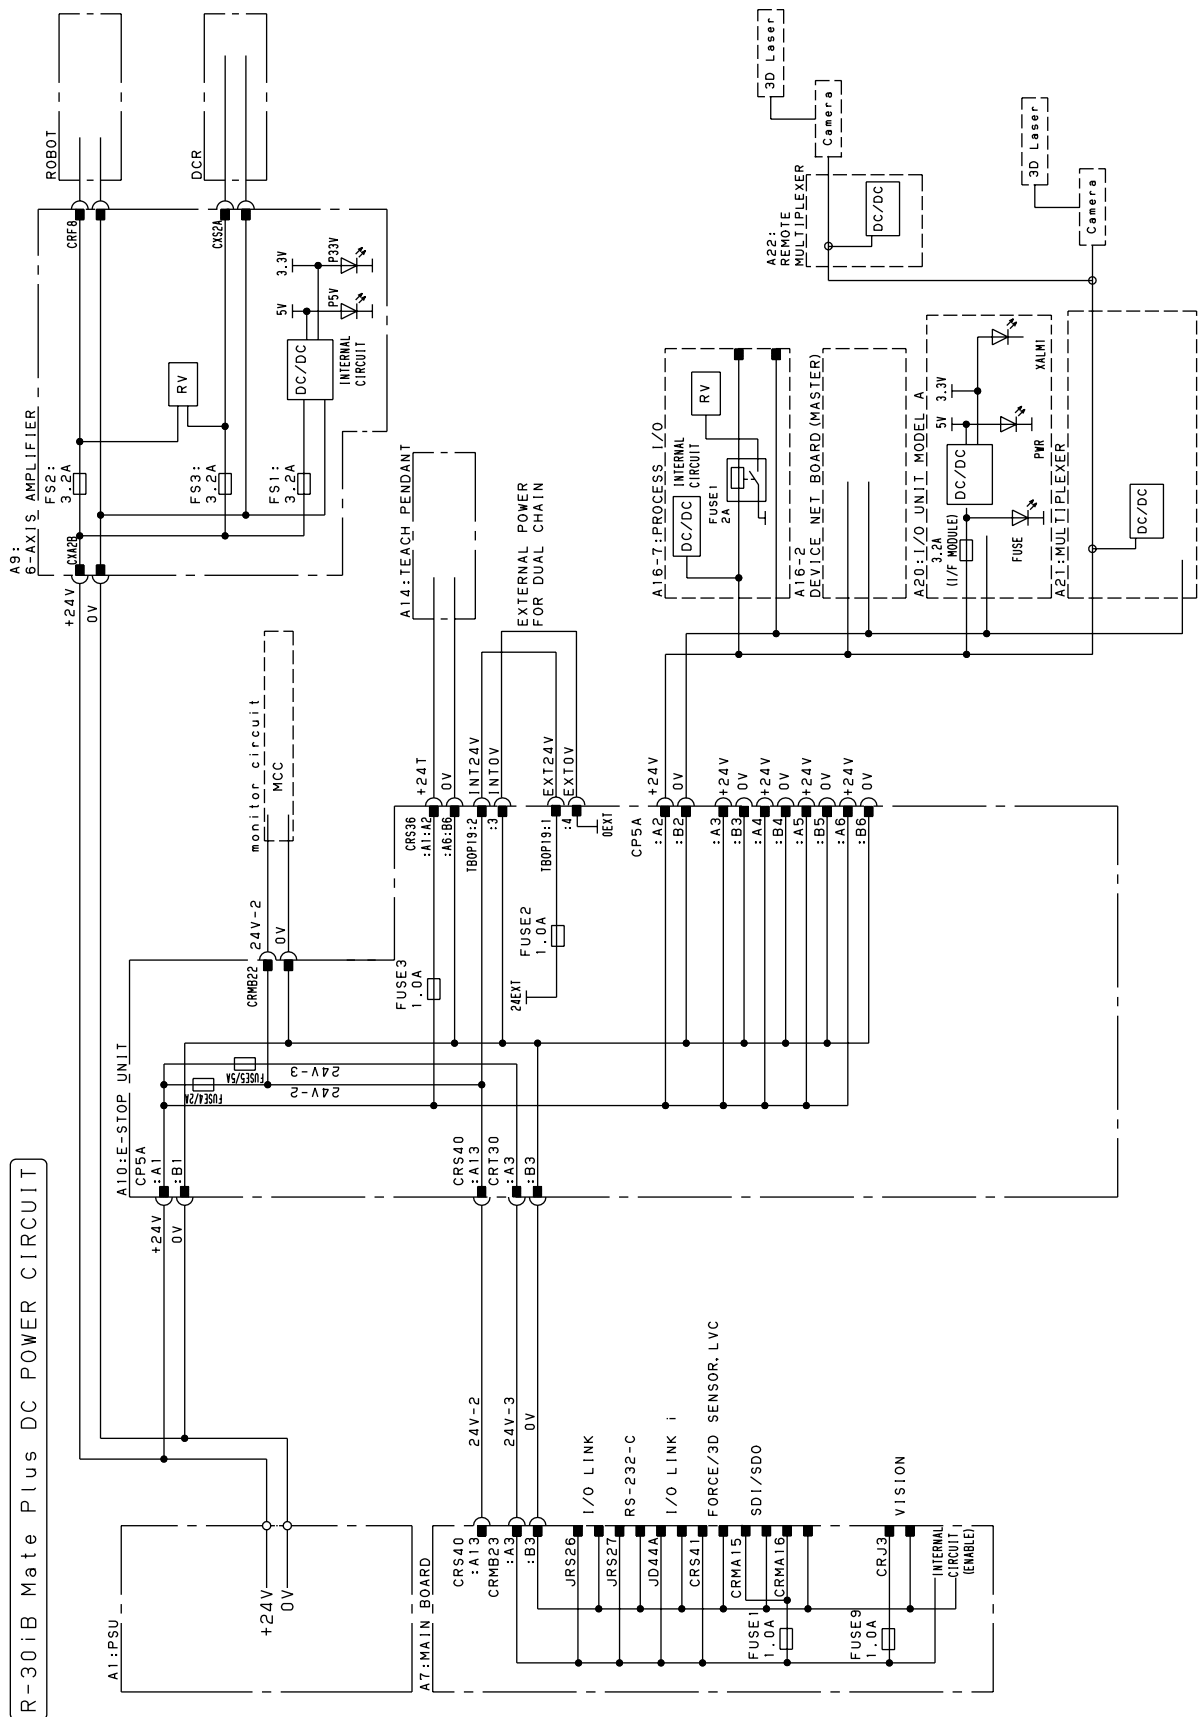 R-30iB Mate Plus DC POWER CIRCUIT
A1:PSU
+24V
0V
A7:MAIN BOARD
CRS40
:A13
CRMB23
:A3
:B3
JRS26
JRS27
JD44A
CRS41
CRMA15
CRMA16
CRJ3
FUSE1
1.0A
FUSE9
1.0A
INTERNAL
CIRCUIT
(ENABLE)
24V-2
24V-3
0V
I/O LINK
RS-232-C
I/O LINK i
FORCE/3D SENSOR,LVC
SDI/SDO
VISION
+24V
0V
A10:E-STOP UNIT
CP5A
:A1
:B1
CRS40
:A13
CRT30
:A3
:B3
FUSE4/2A
FUSE5/5A
24V-2
24V-3
CRMB22
24V-2
0V
monitor circuit
MCC
FUSE3
1.0A
24EXT
FUSE2
1.0A
CRS36
:A1:A2
:A6:B6
TBOP19:2
:3
TBOP19:1
:4
0EXT
+24T
0V
INT24V
INT0V
EXT24V
EXT0V
EXTERNAL POWER
FOR DUAL CHAIN
A14:TEACH PENDANT
CP5A
:A2
:B2
:A3
:B3
:A4
:B4
:A5
:B5
:A6
:B6
+24V
0V
+24V
0V
+24V
0V
+24V
0V
+24V
0V
+24V
0V
A9:
6-AXIS AMPLIFIER
CXA2B
FS2:
3.2A
FS3:
3.2A
FS1:
3.2A
RV
DC/DC
INTERNAL
CIRCUIT
5V
3.3V
P5V
P33V
CRF8
CXS2A
ROBOT
DCR
A16-7:PROCESS I/O
DC/DC
INTERNAL
CIRCUIT
FUSE1
2A
RV
A16-2
DEVICE NET BOARD(MASTER)
A20:I/O UNIT MODEL A
3.2A
(I/F MODULE)
FUSE
DC/DC
5V
3.3V
PWR
XALM1
A21:MULTIPLEXER
DC/DC
A22:
REMOTE
MULTIPLEXER
DC/DC
Camera
3D Laser
Camera
3D Laser